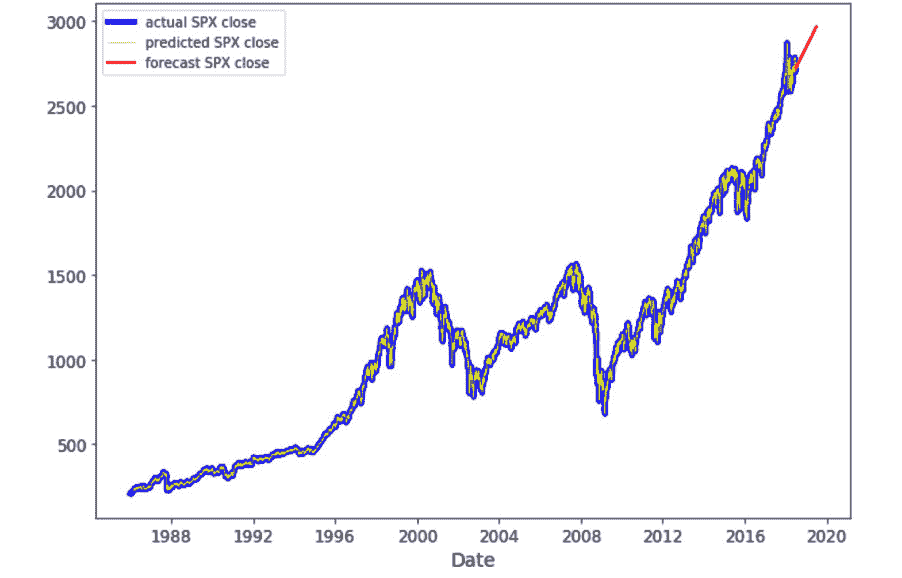 3000
actual SPX close
predicted SPX close
forecast SPX close
2500
2000
1500
1000
500
1988 1992 1996 2000 2004 2008 2012 2016 2020
Date